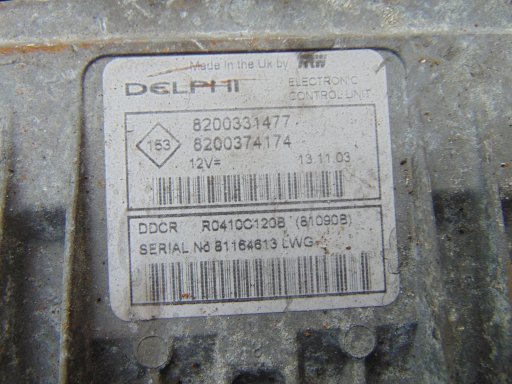 Made in the Uk by
DELPHI
ELECTRONIC
CONTROL UNIT
153
8200331477
8200374174
12V= 13.11.03
DDCR R0410C120B (81090B)
SERIAL No 81164613 LWG